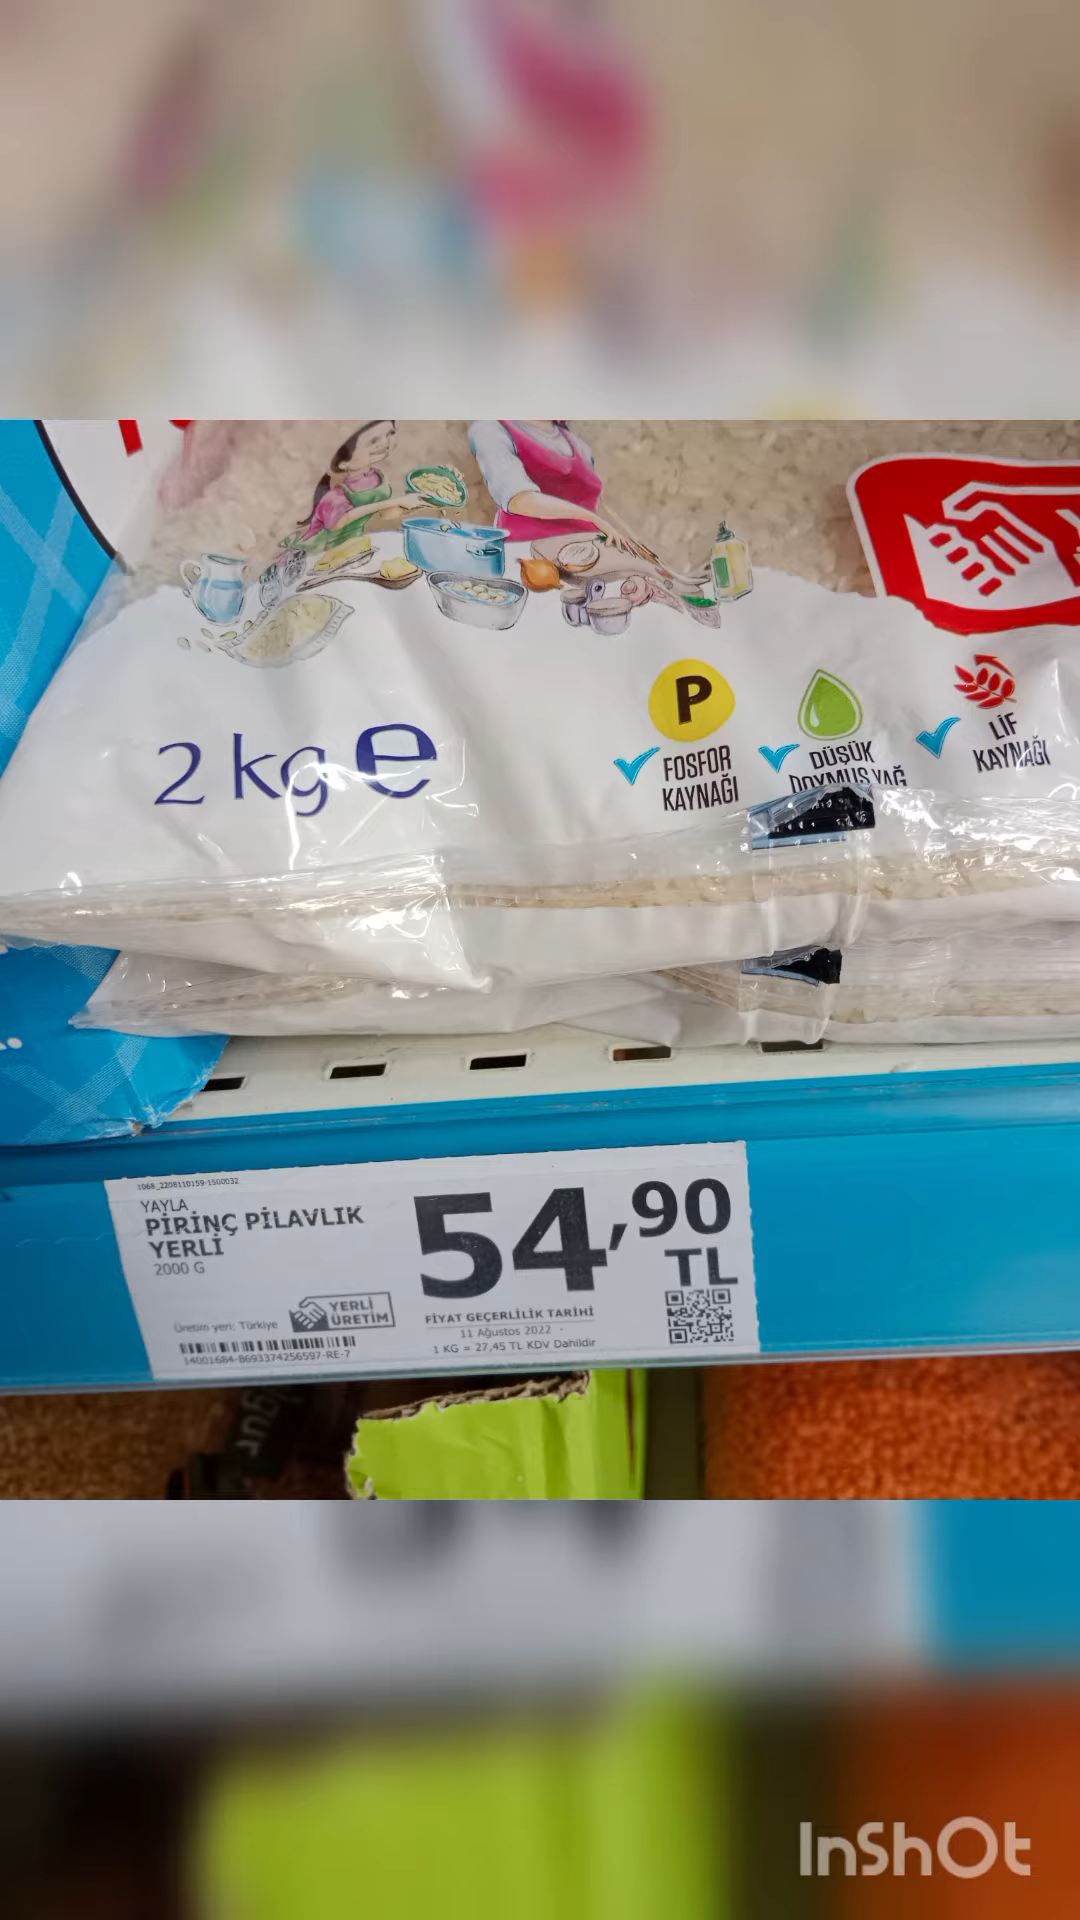 2 kg e
P
FOSFOR
KAYNAĞI
DÜŞÜK
DOYMUŞ YAĞ
LİF
KAYNAĞI
1068_2208110159-1500032
YAYLA
PİRİNÇ PİLAVLIK
YERLİ
2000 G
54,90
TL
Üretim yeri: Türkiye
YERLİ
ÜRETİM
14001684-8693374256597-RE-7
FİYAT GEÇERLİLİK TARİHİ
11 Ağustos 2022
1 KG = 27,45 TL KDV Dahildir
InShOt